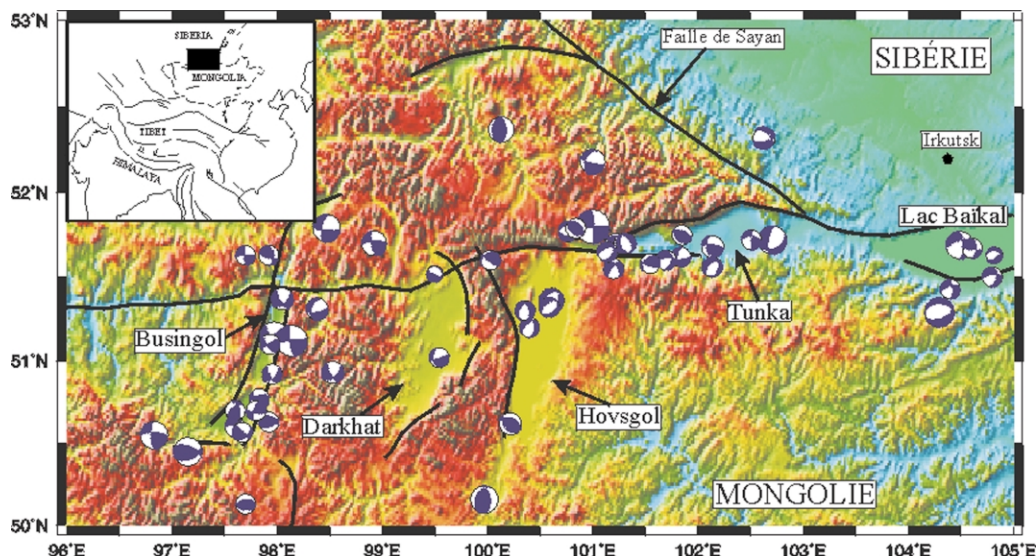 53°N
52°N
51°N
50°N
96°E
97°E
98°E
99°E
100°E
101°E
102°E
103°E
104°E
105°E
SIBERIA
MONGOLIA
TIBET
HIMALAYA
Faille de Sayan
SIBÉRIE
Irkutsk
Lac Baïkal
Busingol
Tunka
Darkhat
Hovsgol
MONGOLIE